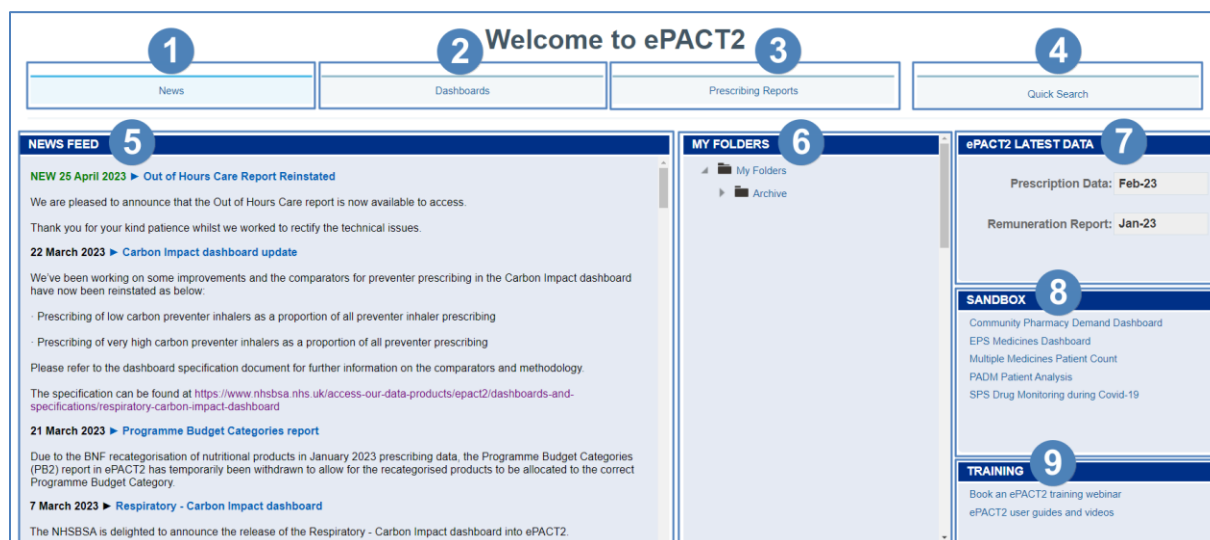 Welcome to ePACT2
1
2
3
4
News
Dashboards
Prescribing Reports
Quick Search
NEWS FEED
5
NEW 25 April 2023 ► Out of Hours Care Report Reinstated
We are pleased to announce that the Out of Hours Care report is now available to access.
Thank you for your kind patience whilst we worked to rectify the technical issues.
22 March 2023 ► Carbon Impact dashboard update
We've been working on some improvements and the comparators for preventer prescribing in the Carbon Impact dashboard
have now been reinstated as below:
· Prescribing of low carbon preventer inhalers as a proportion of all preventer inhaler prescribing
· Prescribing of very high carbon preventer inhalers as a proportion of all preventer prescribing
Please refer to the dashboard specification document for further information on the comparators and methodology.
The specification can be found at https://www.nhsbsa.nhs.uk/access-our-data-products/epact2/dashboards-and-
specifications/respiratory-carbon-impact-dashboard
21 March 2023 ► Programme Budget Categories report
Due to the BNF recategorisation of nutritional products in January 2023 prescribing data, the Programme Budget Categories
(PB2) report in ePACT2 has temporarily been withdrawn to allow for the recategorised products to be allocated to the correct
Programme Budget Category.
7 March 2023 ► Respiratory - Carbon Impact dashboard
The NHSBSA is delighted to announce the release of the Respiratory - Carbon Impact dashboard into ePACT2.
MY FOLDERS
6
My Folders
Archive
ePACT2 LATEST DATA
7
Prescription Data: Feb-23
Remuneration Report: Jan-23
SANDBOX
8
Community Pharmacy Demand Dashboard
EPS Medicines Dashboard
Multiple Medicines Patient Count
PADM Patient Analysis
SPS Drug Monitoring during Covid-19
TRAINING
9
Book an ePACT2 training webinar
ePACT2 user guides and videos